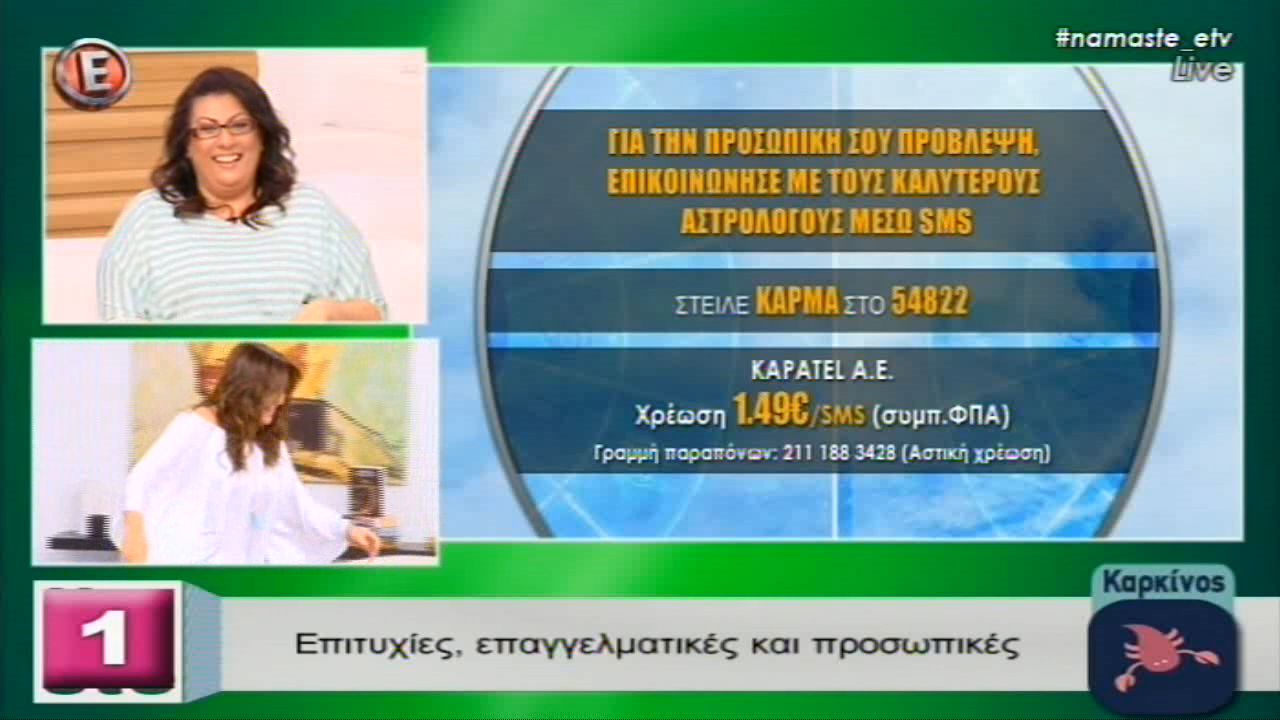 E
#namaste_etv
Live
ΓΙΑ ΤΗΝ ΠΡΟΣΩΠΙΚΗ ΣΟΥ ΠΡΟΒΛΕΨΗ,
ΕΠΙΚΟΙΝΩΝΗΣΕ ΜΕ ΤΟΥΣ ΚΑΛΥΤΕΡΟΥΣ
ΑΣΤΡΟΛΟΓΟΥΣ ΜΕΣΩ SMS
ΣΤΕΙΛΕ ΚΑΡΜΑ ΣΤΟ 54822
KAPATEL A.E.
Χρέωση 1.49€/SMS (συμπ.ΦΠΑ)
Γραμμή παραπόνων: 211 188 3428 (Αστική χρέωση)
Καρκίνος
1
Επιτυχίες, επαγγελματικές και προσωπικές